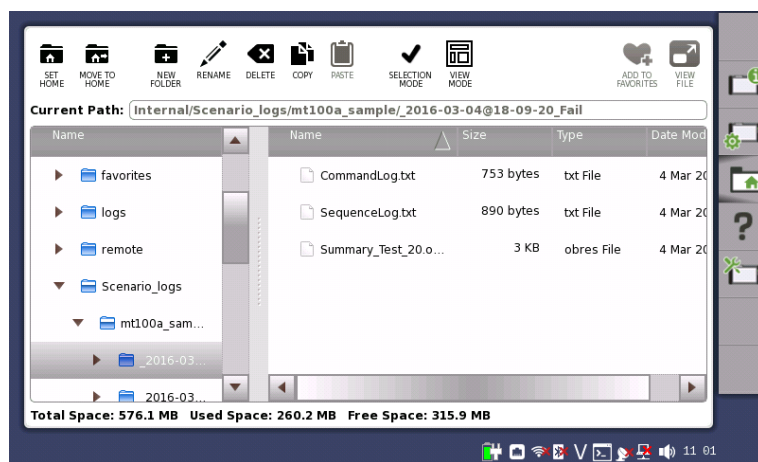 SET HOME
MOVE TO HOME
NEW FOLDER
RENAME
DELETE
COPY
PASTE
SELECTION MODE
VIEW MODE
ADD TO FAVORITES
VIEW FILE
Current Path: Internal/Scenario_logs/mt100a_sample/_2016-03-04@18-09-20_Fail
Name
Name Size Type Date Mod
favorites
logs
remote
Scenario_logs
mt100a_sam...
_2016-03...
_2016-03...
CommandLog.txt 753 bytes txt File 4 Mar 20
SequenceLog.txt 890 bytes txt File 4 Mar 20
Summary_Test_20.o... 3 KB obres File 4 Mar 20
Total Space: 576.1 MB Used Space: 260.2 MB Free Space: 315.9 MB
?
V
11 01